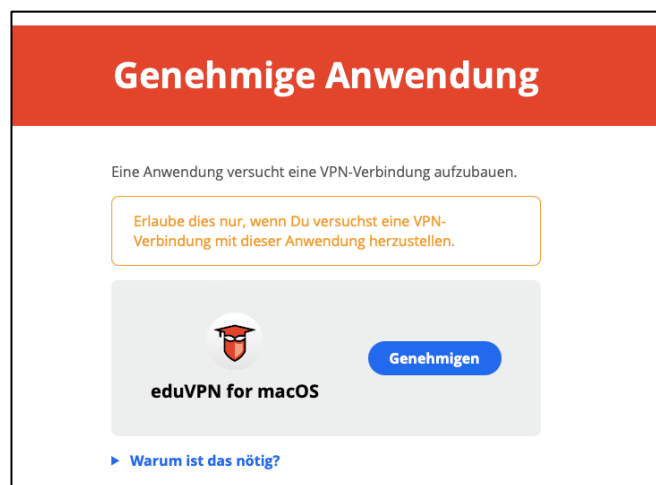 Genehmige Anwendung
Eine Anwendung versucht eine VPN-Verbindung aufzubauen.
Erlaube dies nur, wenn Du versuchst eine VPN-
Verbindung mit dieser Anwendung herzustellen.
Genehmigen
eduVPN for macOS
Warum ist das nötig?